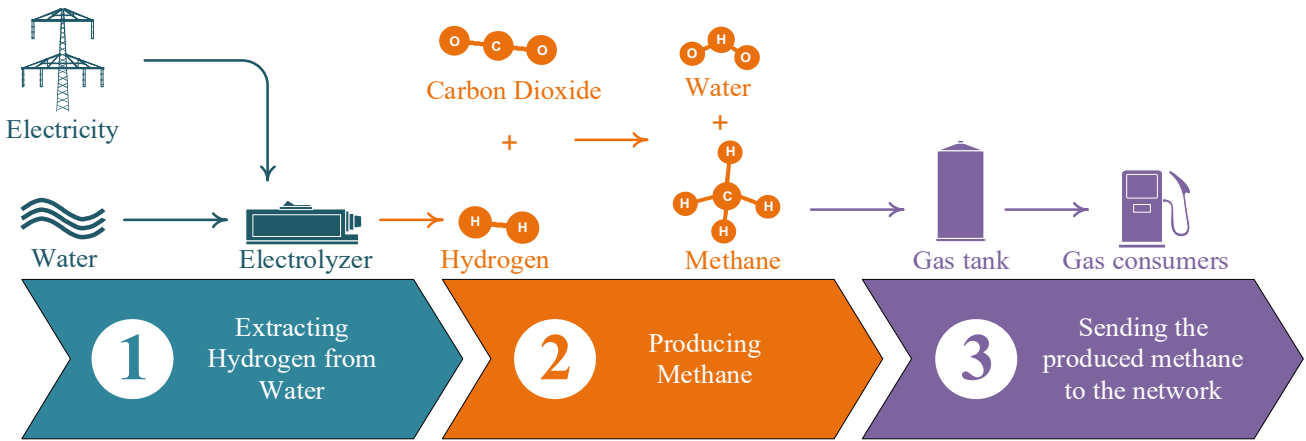 O C O
Carbon Dioxide
+
O H O
Water
+
Electricity
Water
Electrolyzer
H H
Hydrogen
H
H C H
H
Methane
Gas tank
Gas consumers
1
Extracting
Hydrogen from
Water
2
Producing
Methane
3
Sending the
produced methane
to the network